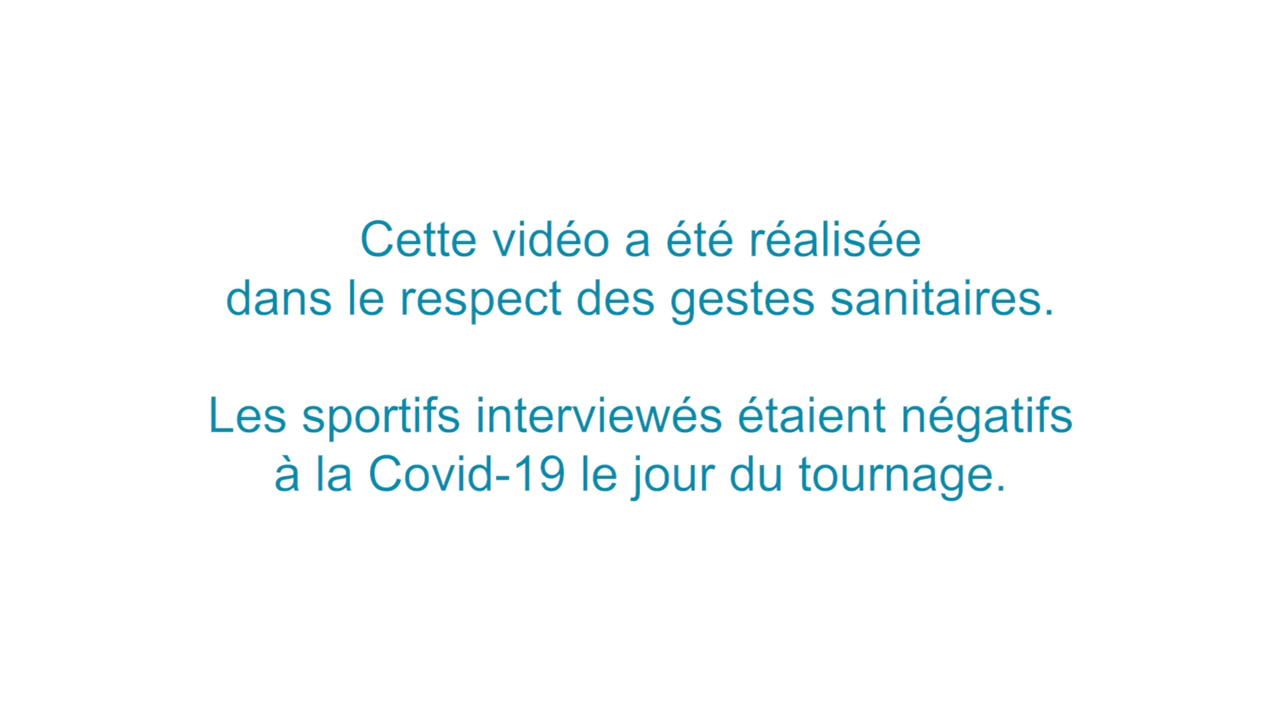 Cette vidéo a été réalisée
dans le respect des gestes sanitaires.
Les sportifs interviewés étaient négatifs
à la Covid-19 le jour du tournage.